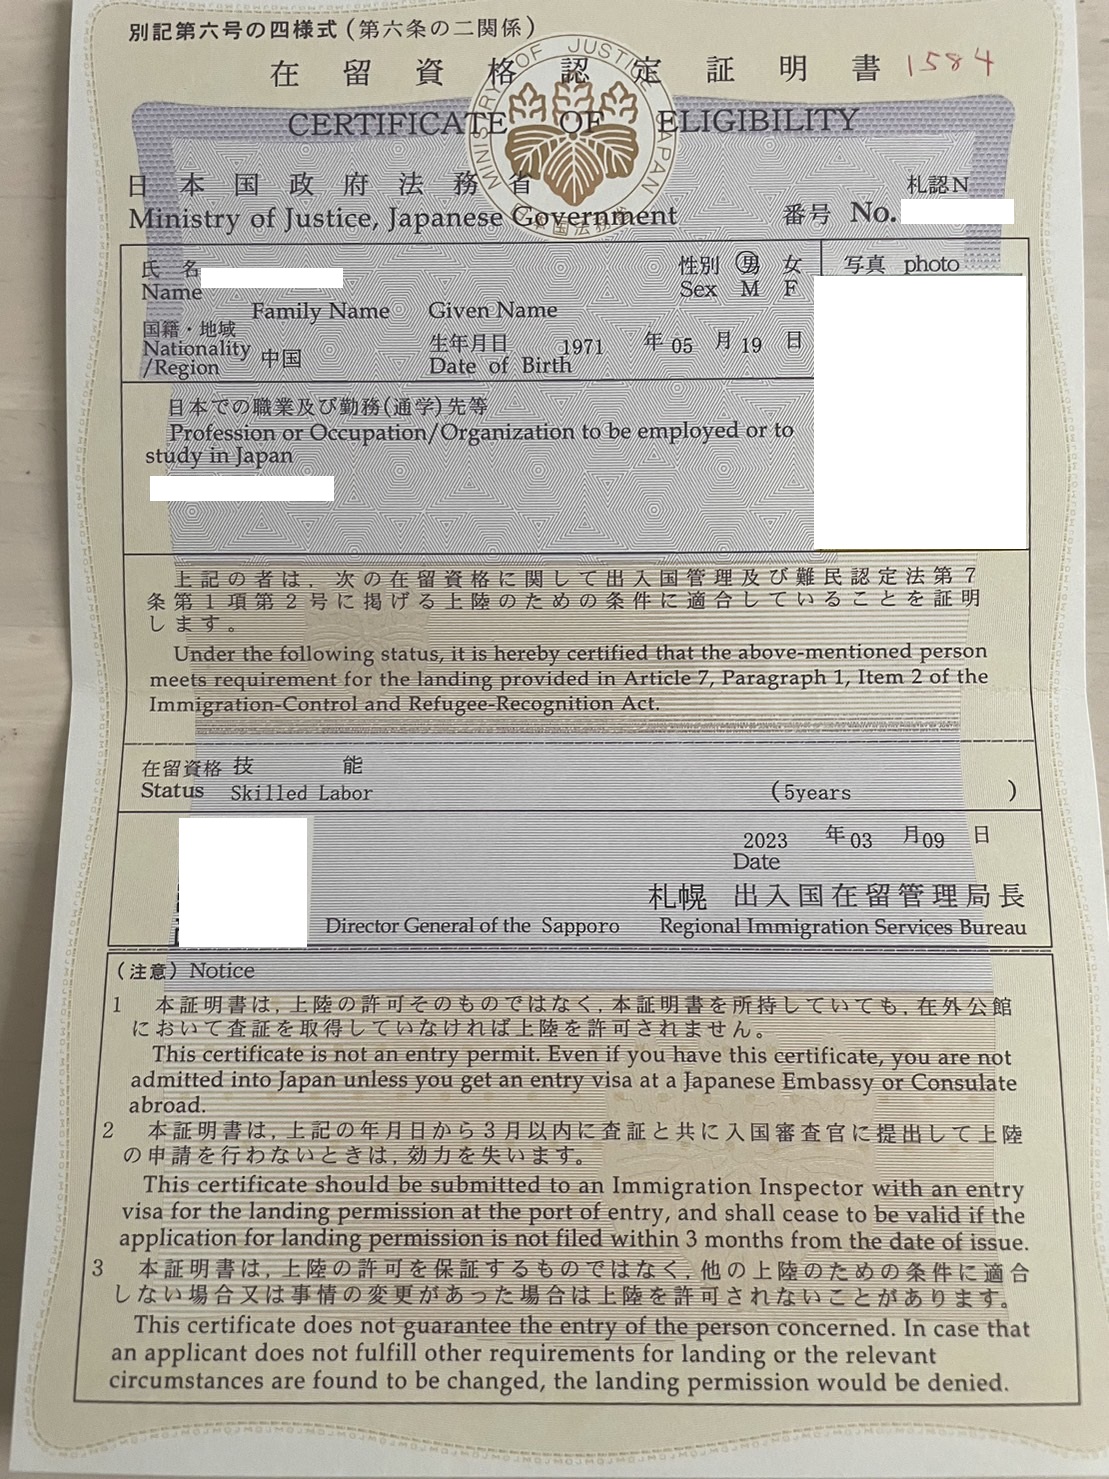 別記第六号の四様式（第六条の二関係）
在留資格認定証明書 1584
CERTIFICATE OF ELIGIBILITY
MINISTRY OF JUSTICE JAPAN
日本国政府法務省 札認N
Ministry of Justice, Japanese Government 番号 No.
氏名 性別 男 女 写真 photo
Name Sex M F
Family Name Given Name
国籍・地域 生年月日 1971 年 05 月 19 日
Nationality 中国 Date of Birth
/Region
日本での職業及び勤務(通学)先等
Profession or Occupation/Organization to be employed or to
study in Japan
上記の者は，次の在留資格に関して出入国管理及び難民認定法第7
条第1項第2号に掲げる上陸のための条件に適合していることを証明
します。
Under the following status, it is hereby certified that the above-mentioned person
meets requirement for the landing provided in Article 7, Paragraph 1, Item 2 of the
Immigration-Control and Refugee-Recognition Act.
在留資格 技 能
Status Skilled Labor (5years )
2023 年 03 月 09 日
Date
札幌 出入国在留管理局長
Director General of the Sapporo Regional Immigration Services Bureau
（注意）Notice
1 本証明書は，上陸の許可そのものではなく，本証明書を所持していても，在外公館
において査証を取得していなければ上陸を許可されません。
This certificate is not an entry permit. Even if you have this certificate, you are not
admitted into Japan unless you get an entry visa at a Japanese Embassy or Consulate
abroad.
2 本証明書は，上記の年月日から3月以内に査証と共に入国審査官に提出して上陸
の申請を行わないときは，効力を失います。
This certificate should be submitted to an Immigration Inspector with an entry
visa for the landing permission at the port of entry, and shall cease to be valid if the
application for landing permission is not filed within 3 months from the date of issue.
3 本証明書は，上陸の許可を保証するものではなく，他の上陸のための条件に適合
しない場合又は事情の変更があった場合は上陸を許可されないことがあります。
This certificate does not guarantee the entry of the person concerned. In case that
an applicant does not fulfill other requirements for landing or the relevant
circumstances are found to be changed, the landing permission would be denied.